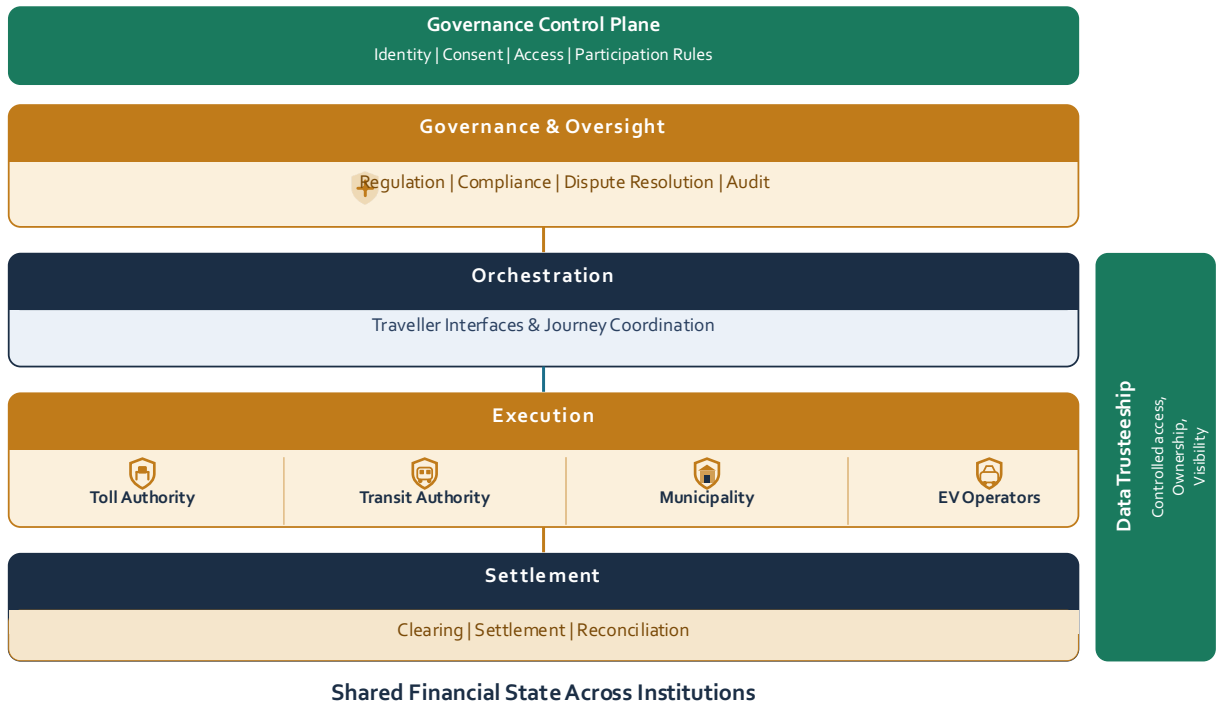 Governance Control Plane
Identity | Consent | Access | Participation Rules
Governance & Oversight
Regulation | Compliance | Dispute Resolution | Audit
Orchestration
Traveller Interfaces & Journey Coordination
Execution
Toll Authority
Transit Authority
Municipality
EV Operators
Settlement
Clearing | Settlement | Reconciliation
Data Trusteeship
Controlled access,
Ownership,
Visibility
Shared Financial State Across Institutions